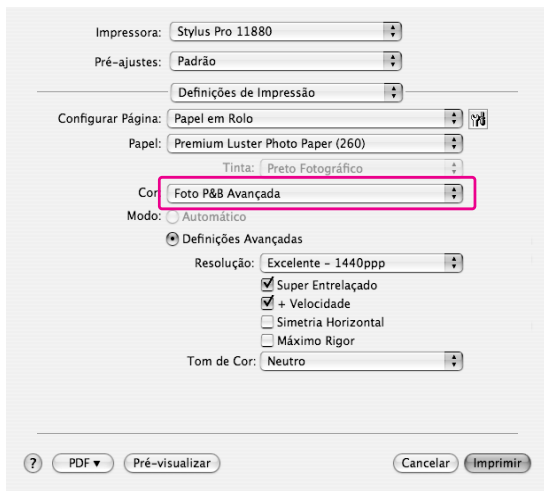 Impressora: Stylus Pro 11880
Pré-ajustes: Padrão
Definições de Impressão
Configurar Página: Papel em Rolo
Papel: Premium Luster Photo Paper (260)
Tinta: Preto Fotográfico
Cor Foto P&B Avançada
Modo: Automático
Definições Avançadas
Resolução: Excelente – 1440ppp
Super Entrelaçado
+ Velocidade
Simetria Horizontal
Máximo Rigor
Tom de Cor: Neutro
? PDF Pré-visualizar Cancelar Imprimir